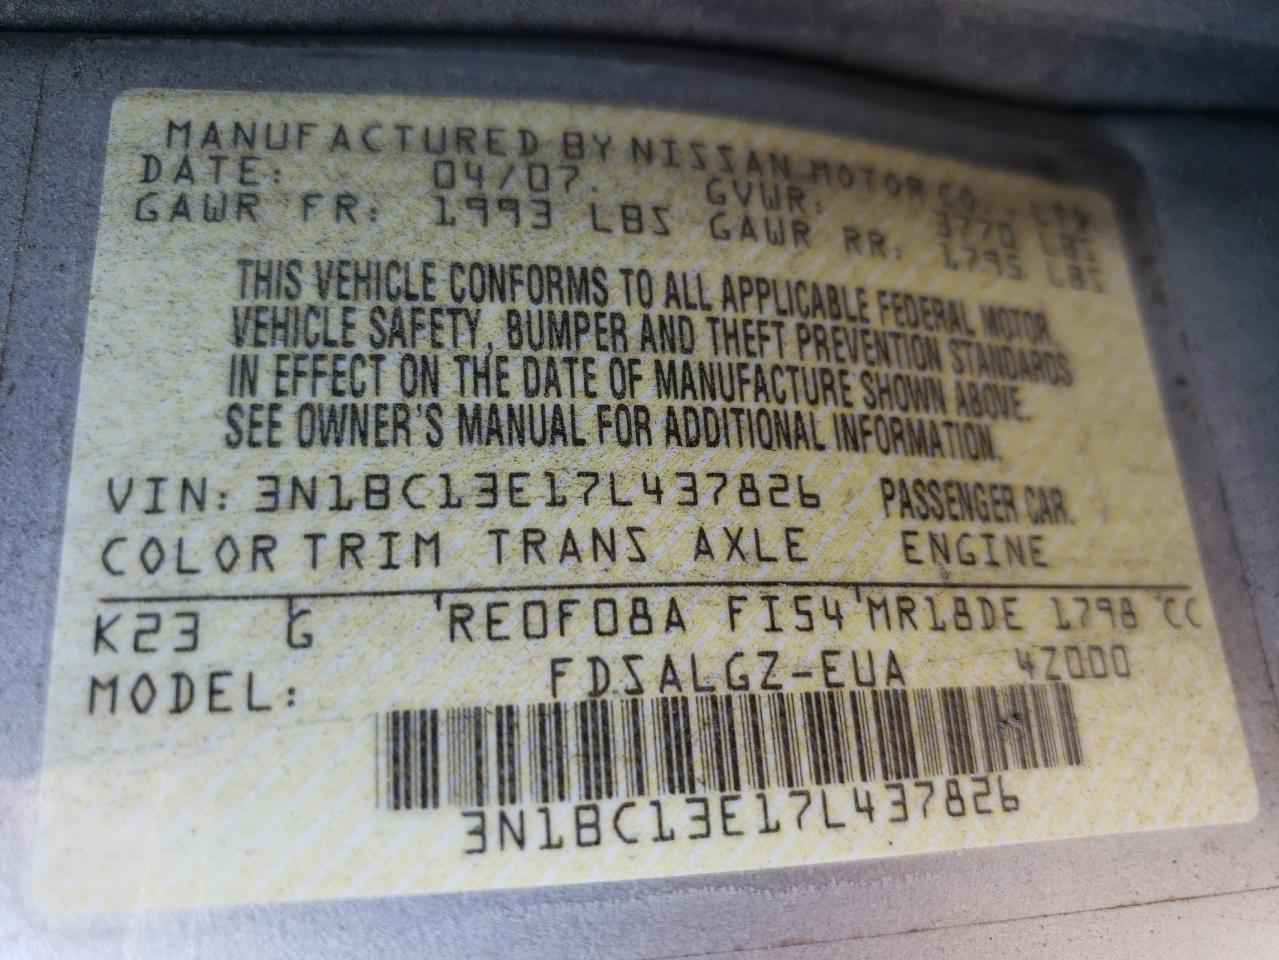 MANUFACTURED BY NISSAN MOTOR CO., LTD.
DATE: 04/07. GVWR: 3770 LBS
GAWR FR: 1993 LBS GAWR RR: 1795 LBS
THIS VEHICLE CONFORMS TO ALL APPLICABLE FEDERAL MOTOR
VEHICLE SAFETY, BUMPER AND THEFT PREVENTION STANDARDS
IN EFFECT ON THE DATE OF MANUFACTURE SHOWN ABOVE.
SEE OWNER'S MANUAL FOR ADDITIONAL INFORMATION.
VIN: 3N1BC13E17L437826 PASSENGER CAR.
COLOR TRIM TRANS AXLE ENGINE
K23 G RE0F08A FI54 MR18DE 1798 CC
MODEL: FDSALGZ-EUA 4Z000
3N1BC13E17L437826